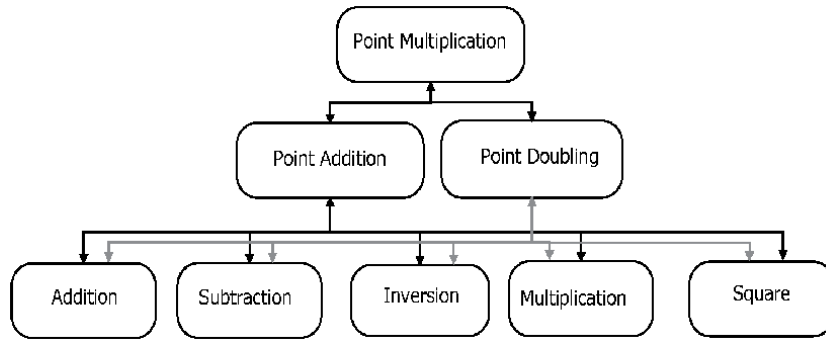 Point Multiplication
Point Addition
Point Doubling
Addition
Subtraction
Inversion
Multiplication
Square